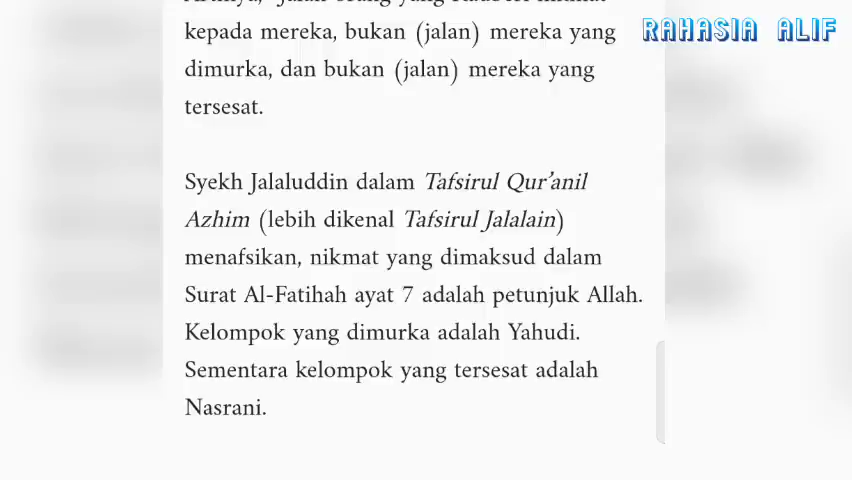 kepada mereka, bukan (jalan) mereka yang
dimurka, dan bukan (jalan) mereka yang
tersesat.
Syekh Jalaluddin dalam Tafsirul Qur'anil
Azhim (lebih dikenal Tafsirul Jalalain)
menafsikan, nikmat yang dimaksud dalam
Surat Al-Fatihah ayat 7 adalah petunjuk Allah.
Kelompok yang dimurka adalah Yahudi.
Sementara kelompok yang tersesat adalah
Nasrani.
RAHASIA ALIF